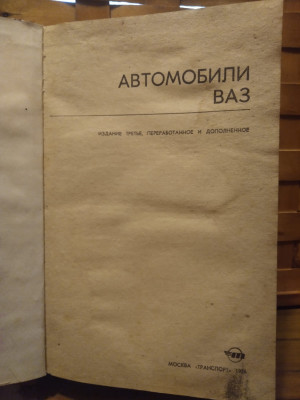 АВТОМОБИЛИ
ВАЗ
ИЗДАНИЕ ТРЕТЬЕ, ПЕРЕРАБОТАННОЕ И ДОПОЛНЕННОЕ
МОСКВА «ТРАНСПОРТ»